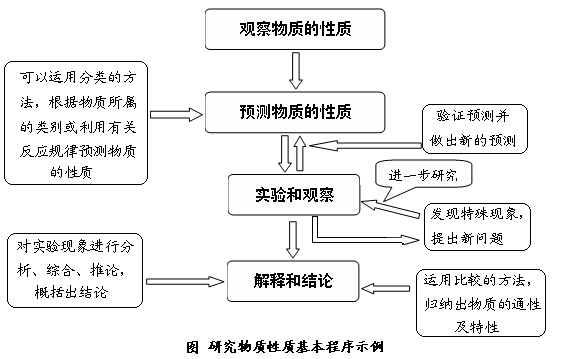 观察物质的性质
可以运用分类的方
法，根据物质所属
的类别或利用有关
反应规律预测物质
的性质
预测物质的性质
验证预测并
做出新的预测
进一步研究
实验和观察
发现特殊现象，
提出新问题
对实验现象进行分
析、综合、推论，
概括出结论
解释和结论
运用比较的方法，
归纳出物质的通性
及特性
图 研究物质性质基本程序示例